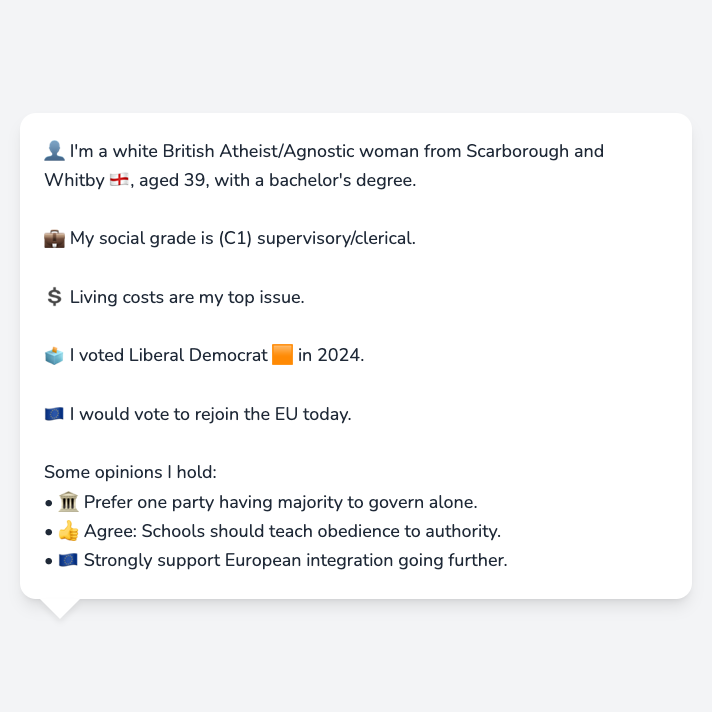 👤 I'm a white British Atheist/Agnostic woman from Scarborough and
Whitby 🏴󠁧󠁢󠁥󠁮󠁧󠁿, aged 39, with a bachelor's degree.
💼 My social grade is (C1) supervisory/clerical.
💲 Living costs are my top issue.
🗳️ I voted Liberal Democrat 🟧 in 2024.
🇪🇺 I would vote to rejoin the EU today.
Some opinions I hold:
• 🏛️ Prefer one party having majority to govern alone.
• 👍 Agree: Schools should teach obedience to authority.
• 🇪🇺 Strongly support European integration going further.